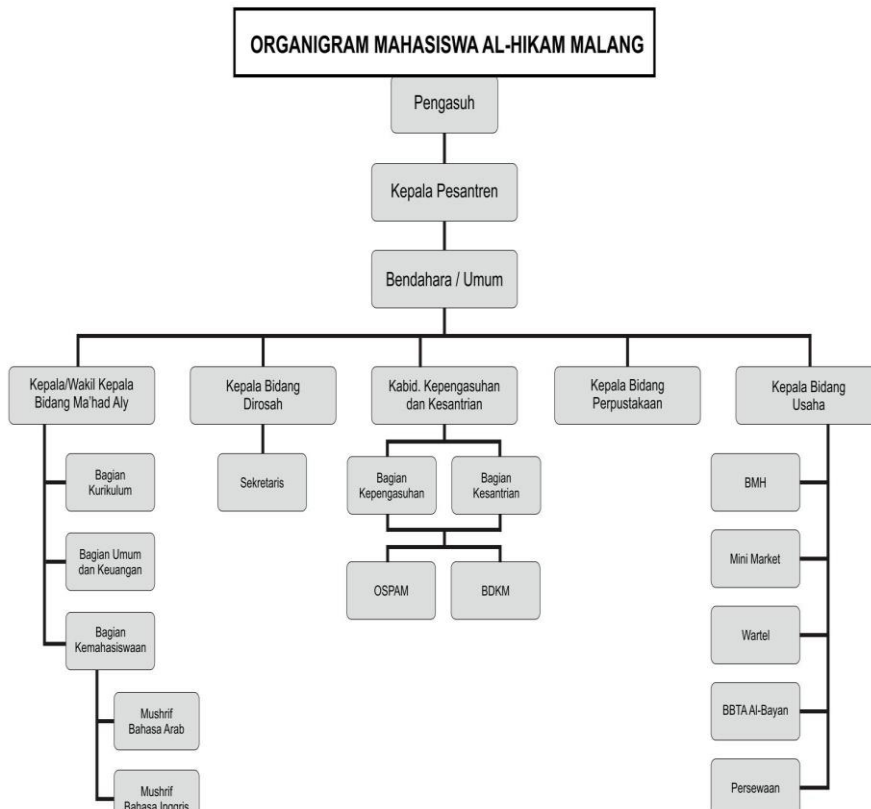 ORGANIGRAM MAHASISWA AL-HIKAM MALANG
Pengasuh
Kepala Pesantren
Bendahara / Umum
Kepala/Wakil Kepala
Bidang Ma'had Aly
Kepala Bidang
Dirosah
Kabid. Kepengasuhan
dan Kesantrian
Kepala Bidang
Perpustakaan
Kepala Bidang
Usaha
Bagian
Kurikulum
Bagian Umum
dan Keuangan
Bagian
Kemahasiswaan
Mushrif
Bahasa Arab
Mushrif
Bahasa Inggris
Sekretaris
Bagian
Kepengasuhan
Bagian
Kesantrian
OSPAM
BDKM
BMH
Mini Market
Wartel
BBTA Al-Bayan
Persewaan